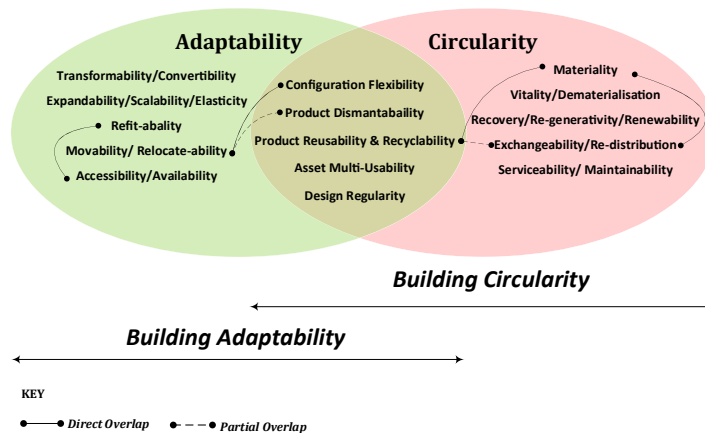 Adaptability
Circularity
Transformability/Convertibility
Expandability/Scalability/Elasticity
Refit-abality
Movability/ Relocate-ability
Accessibility/Availability
Configuration Flexibility
Product Dismantabaility
Product Reusability & Recyclability
Asset Multi-Usability
Design Regularity
Materiality
Vitality/Dematerialisation
Recovery/Re-generativity/Renewability
Exchangeability/Re-distribution
Serviceability/ Maintainability
Building Circularity
Building Adaptability
KEY
Direct Overlap
Partial Overlap